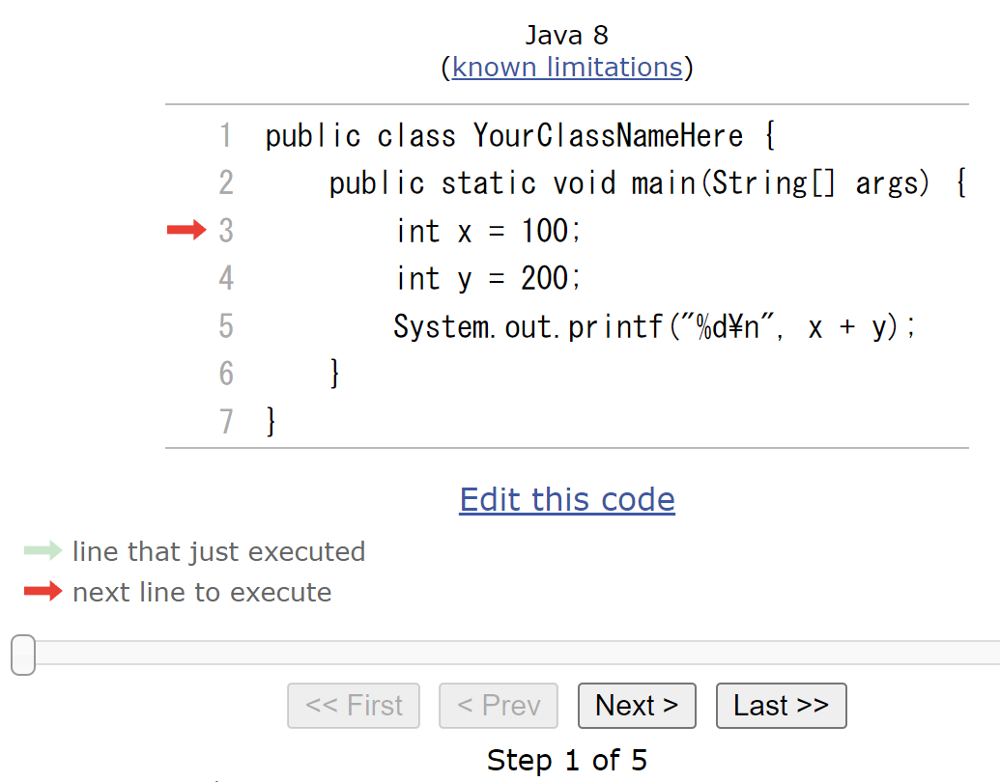 Java 8
(known limitations)
1 public class YourClassNameHere {
2 public static void main(String[] args) {
3 int x = 100;
4 int y = 200;
5 System.out.printf("%d¥n", x + y);
6 }
7 }
Edit this code
line that just executed
next line to execute
<< First < Prev Next > Last >>
Step 1 of 5